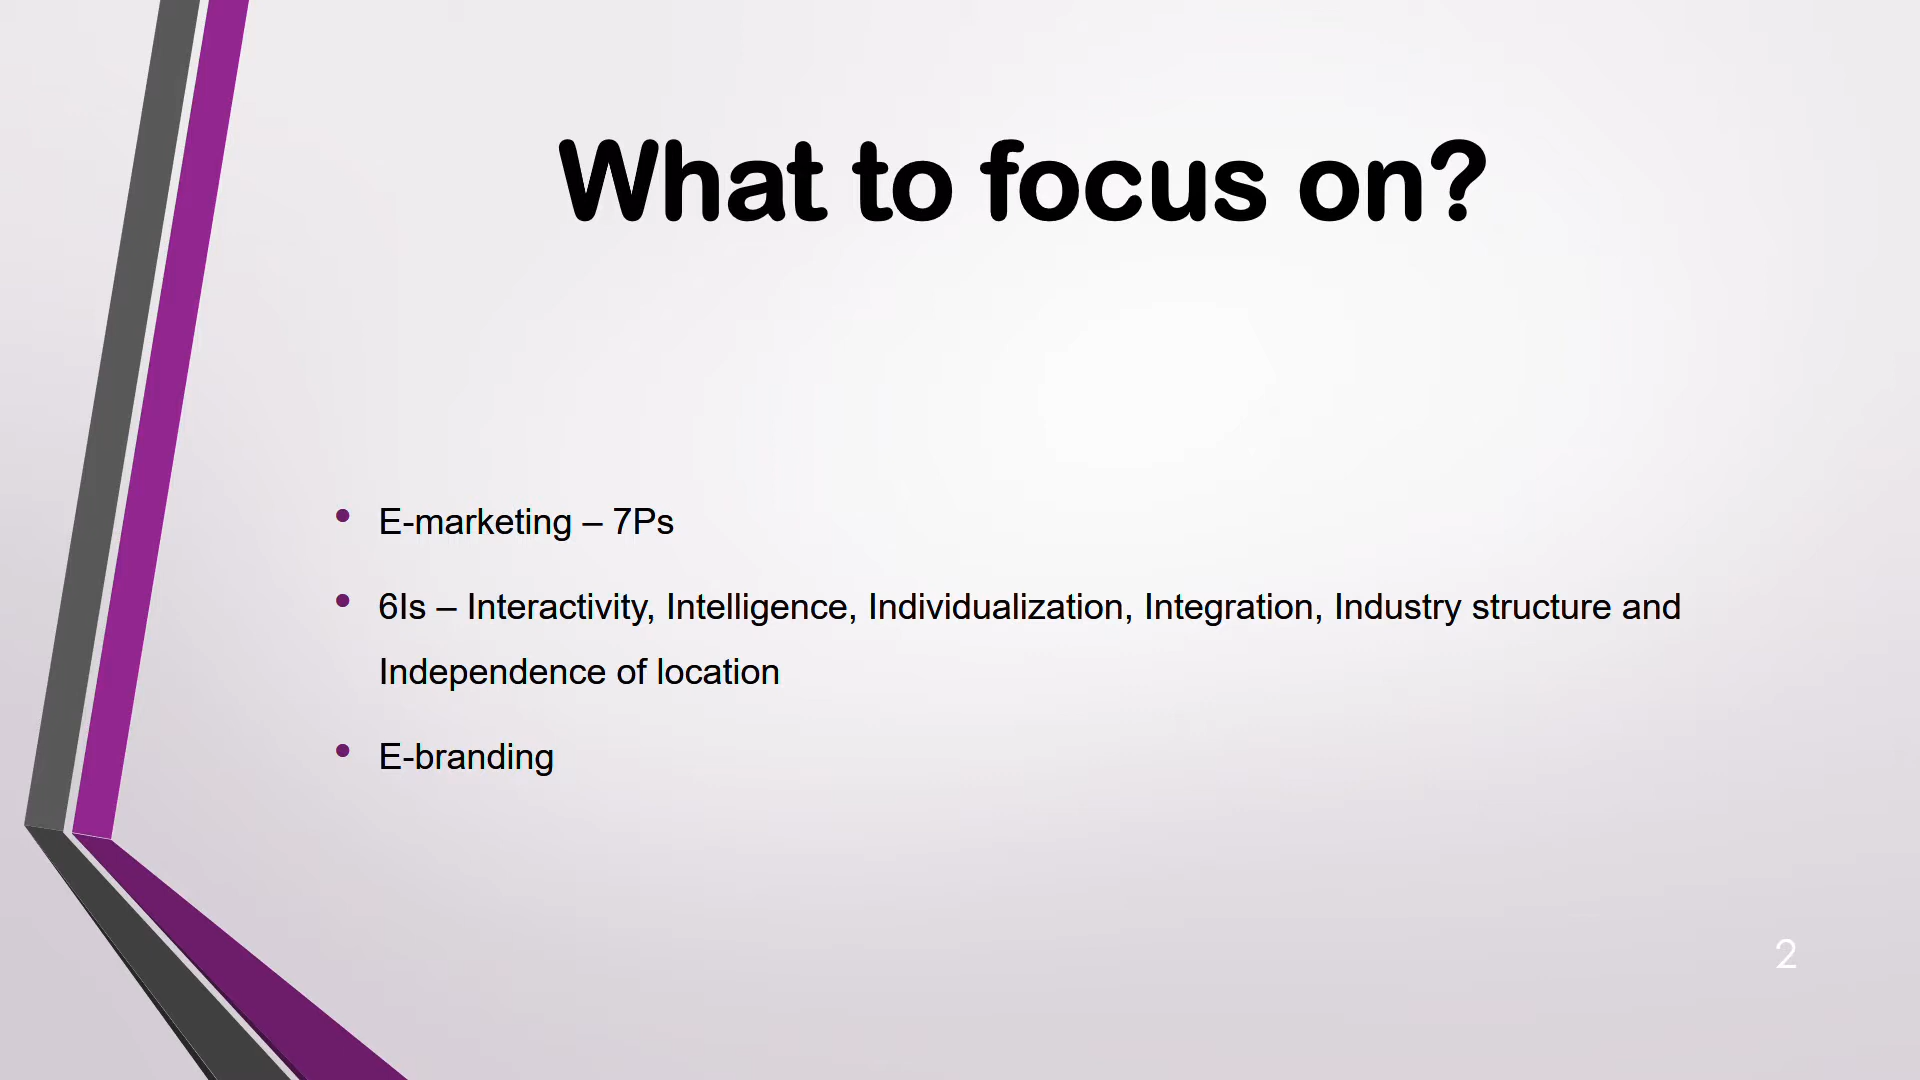 What to focus on?
• E-marketing – 7Ps
• 6Is – Interactivity, Intelligence, Individualization, Integration, Industry structure and
Independence of location
• E-branding
2